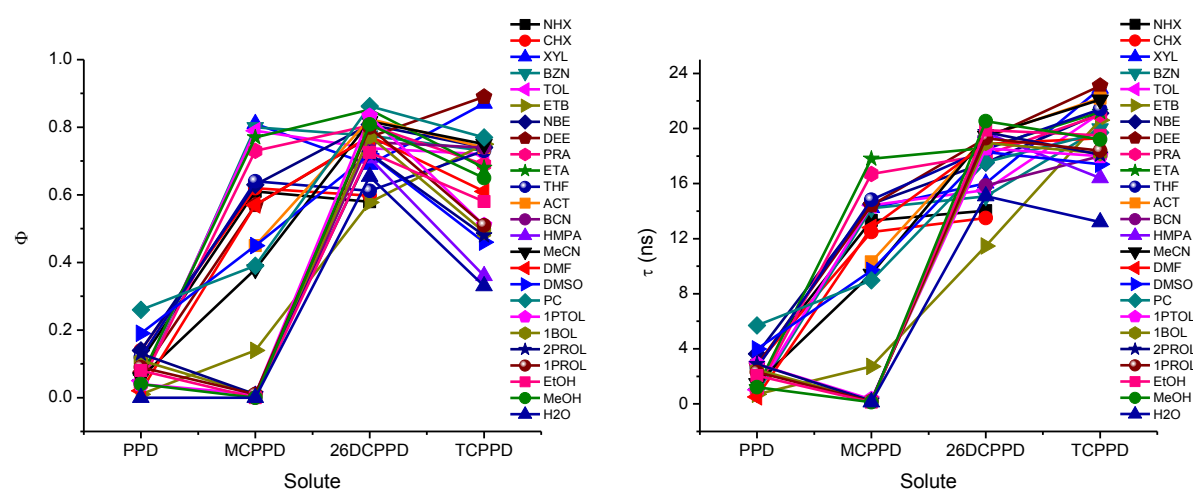 1.0
0.8
0.6
0.4
0.2
0.0
Φ
PPD MCPPD 26DCPPD TCPPD
Solute
NHX
CHX
XYL
BZN
TOL
ETB
NBE
DEE
PRA
ETA
THF
ACT
BCN
HMPA
MeCN
DMF
DMSO
PC
1PTOL
1BOL
2PROL
1PROL
EtOH
MeOH
H2O
24
20
16
12
8
4
0
τ (ns)
PPD MCPPD 26DCPPD TCPPD
Solute
NHX
CHX
XYL
BZN
TOL
ETB
NBE
DEE
PRA
ETA
THF
ACT
BCN
HMPA
MeCN
DMF
DMSO
PC
1PTOL
1BOL
2PROL
1PROL
EtOH
MeOH
H2O